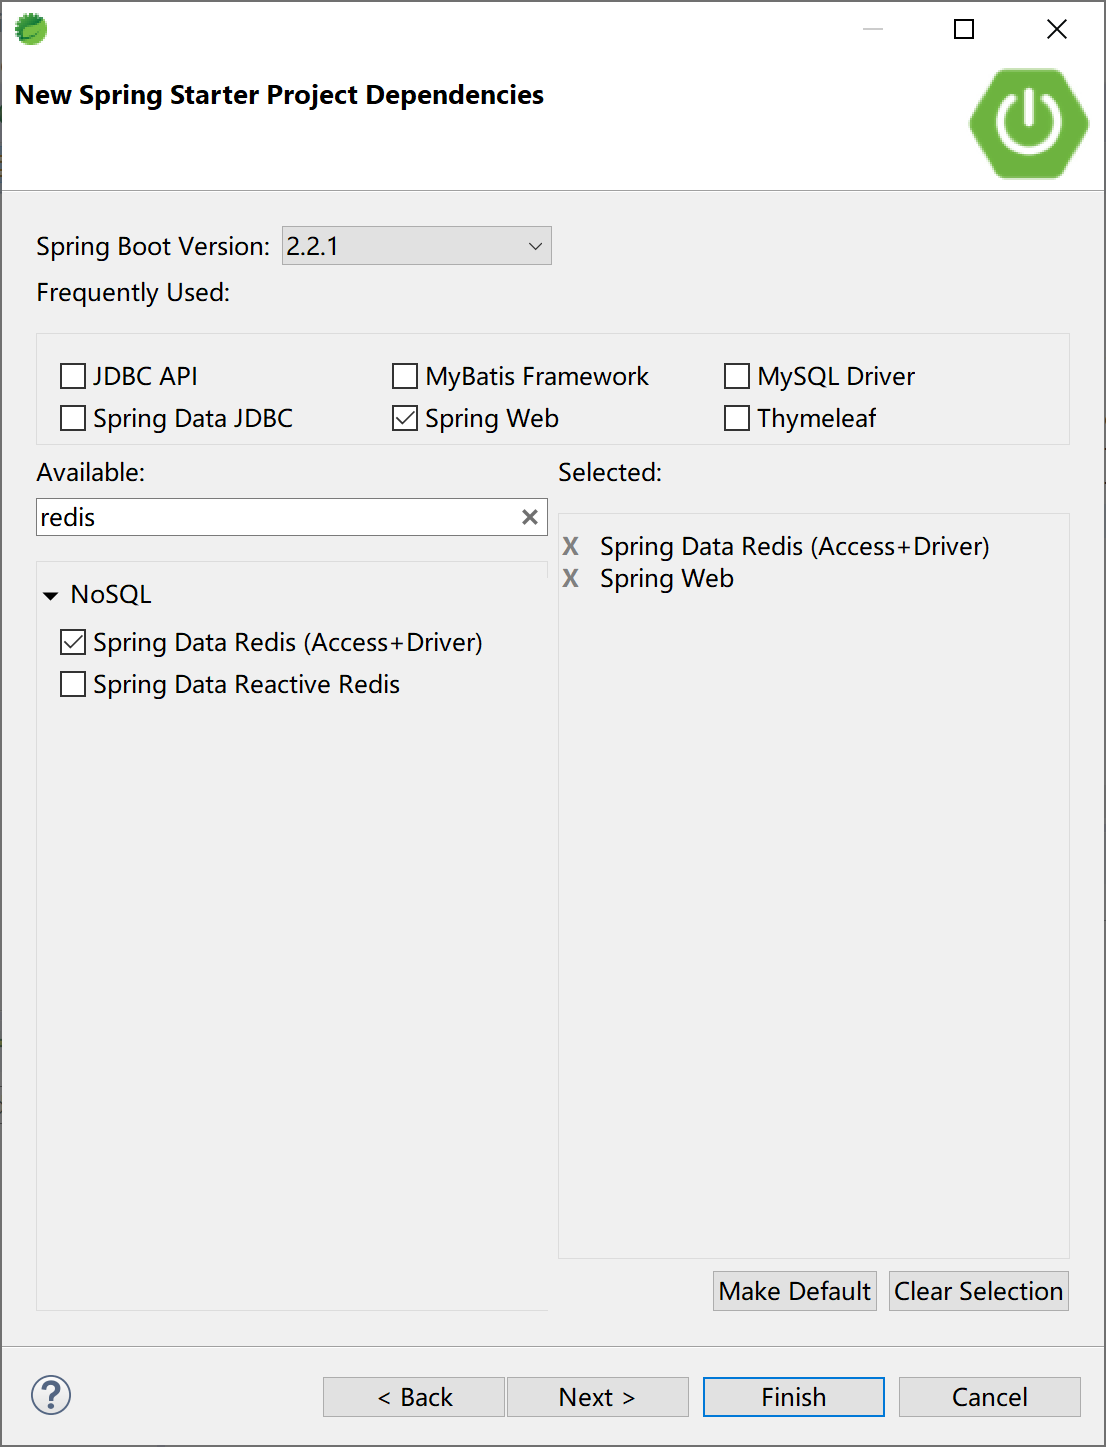 New Spring Starter Project Dependencies
Spring Boot Version: 2.2.1
Frequently Used:
JDBC API MyBatis Framework MySQL Driver
Spring Data JDBC Spring Web Thymeleaf
Available: Selected:
redis
NoSQL
Spring Data Redis (Access+Driver)
Spring Data Reactive Redis
X Spring Data Redis (Access+Driver)
X Spring Web
Make Default Clear Selection
? < Back Next > Finish Cancel